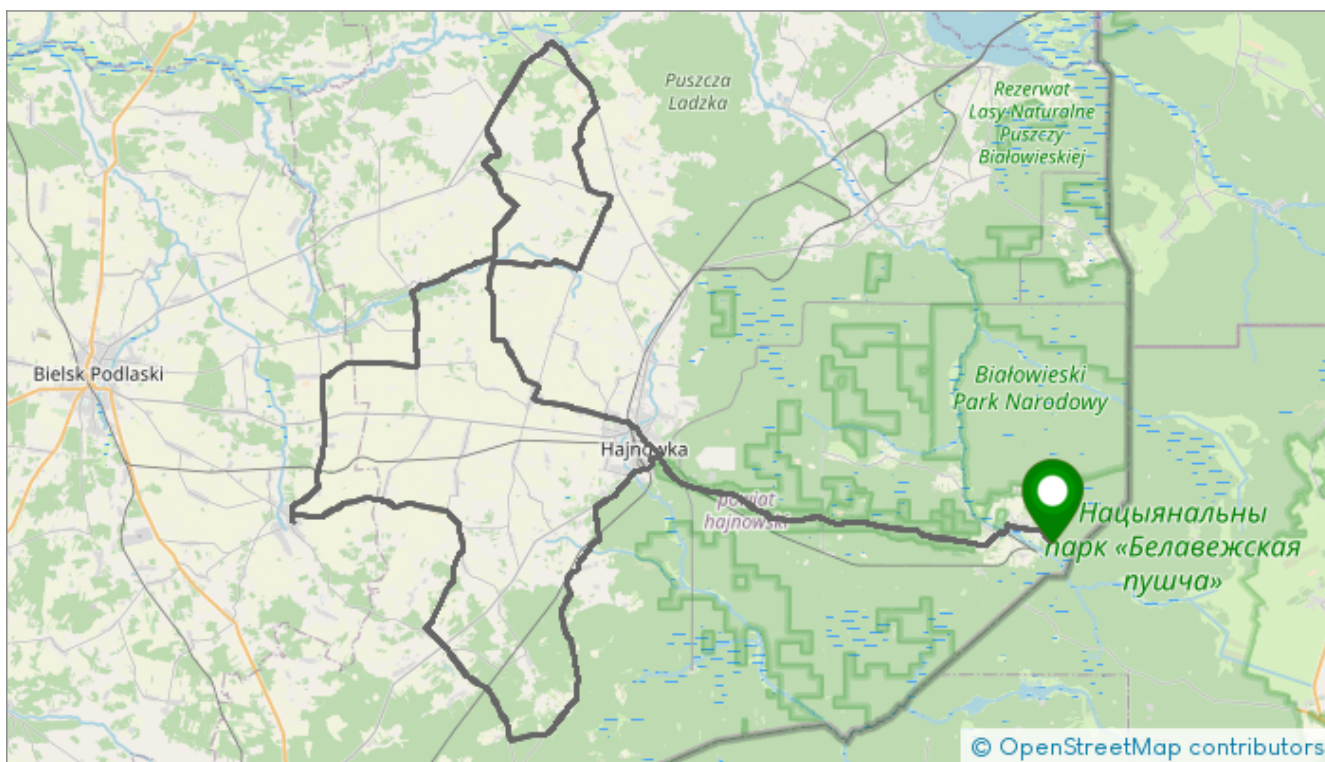 Puszcza
Ladzka
Rezerwat
Lasy Naturalne
Puszczy
Białowieskiej
Bielsk Podlaski
Białowieski
Park Narodowy
Hajnówka
powiat
hajnowski
Нацыянальны
парк «Белавежская
пушча»
© OpenStreetMap contributors